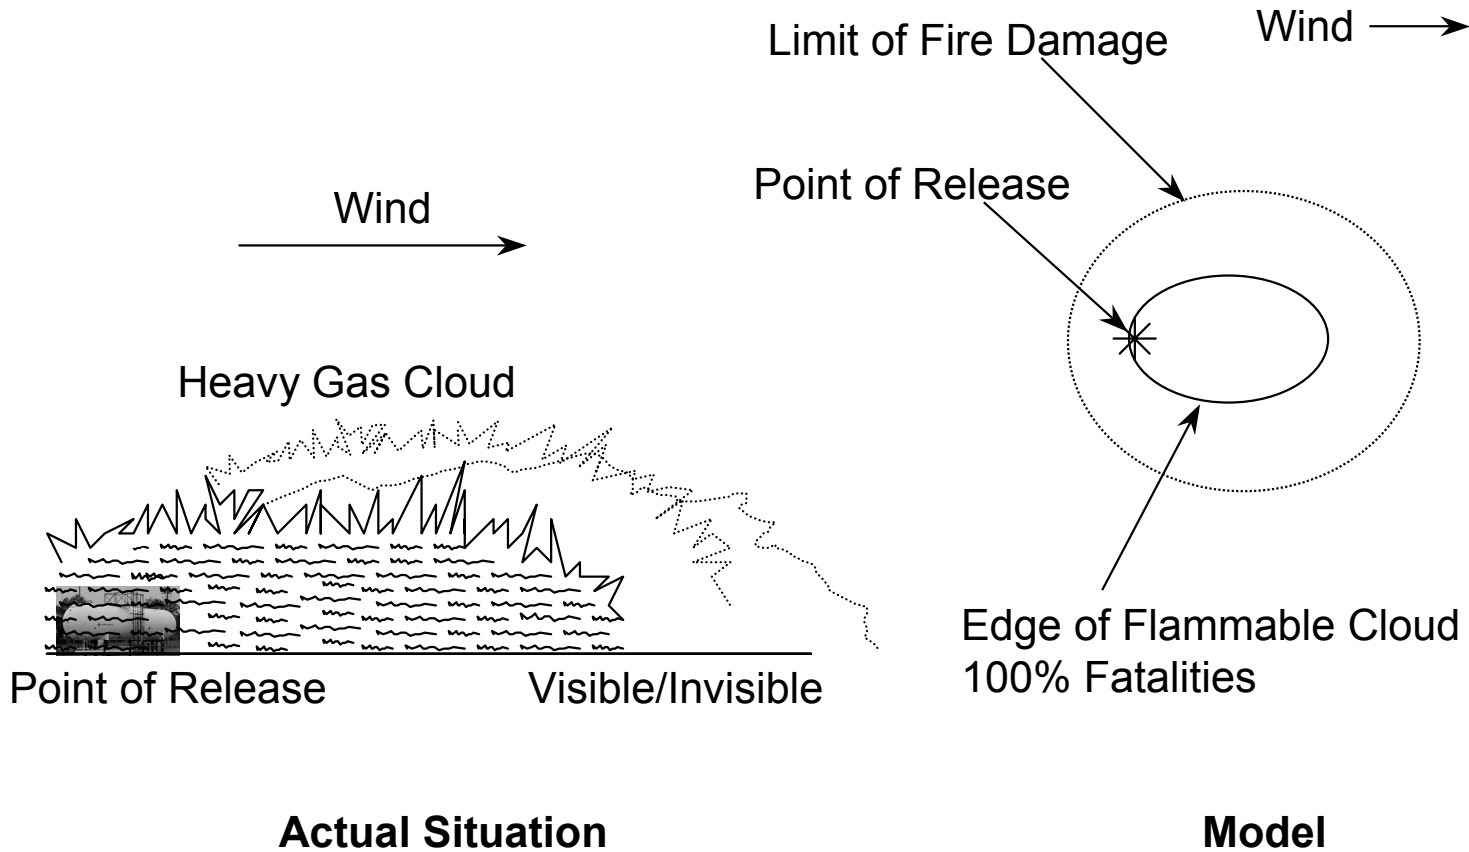 Limit of Fire Damage
Wind
Point of Release
Wind
Heavy Gas Cloud
Edge of Flammable Cloud
100% Fatalities
Point of Release
Visible/Invisible
Actual Situation
Model